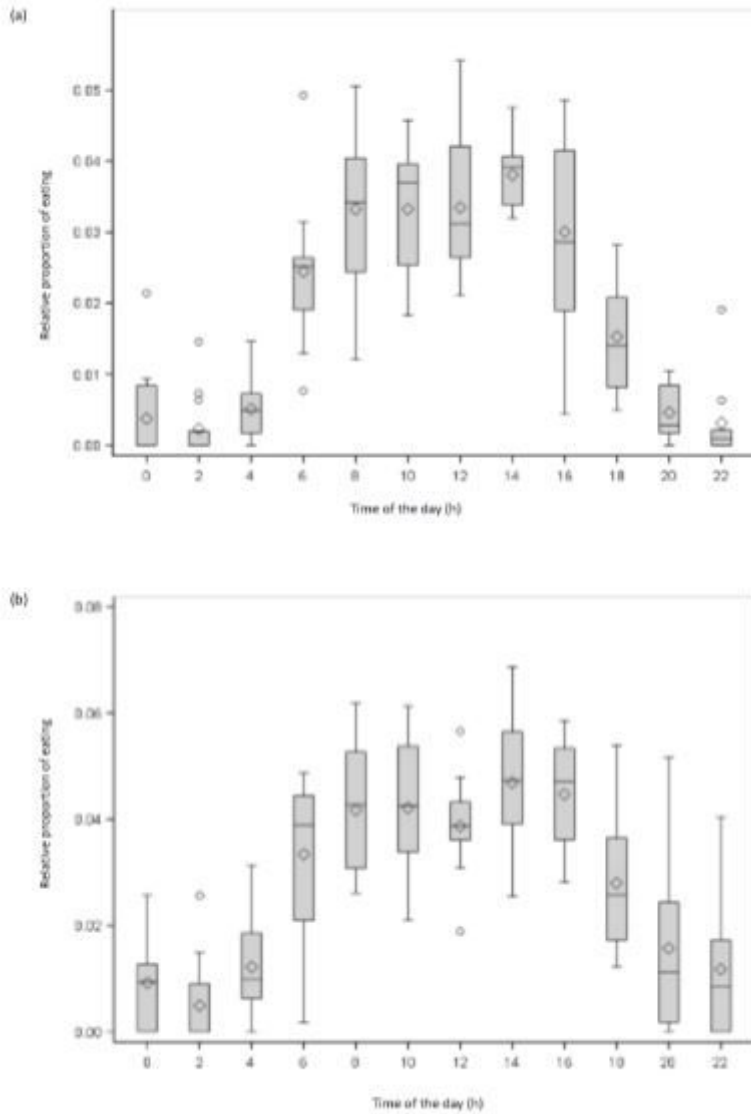 (a)
Relative proportion of eating
0.05
0.04
0.03
0.02
0.01
0.00
0 2 4 6 8 10 12 14 16 18 20 22
Time of the day (h)
(b)
Relative proportion of eating
0.08
0.06
0.04
0.02
0.00
0 2 4 6 8 10 12 14 16 18 20 22
Time of the day (h)